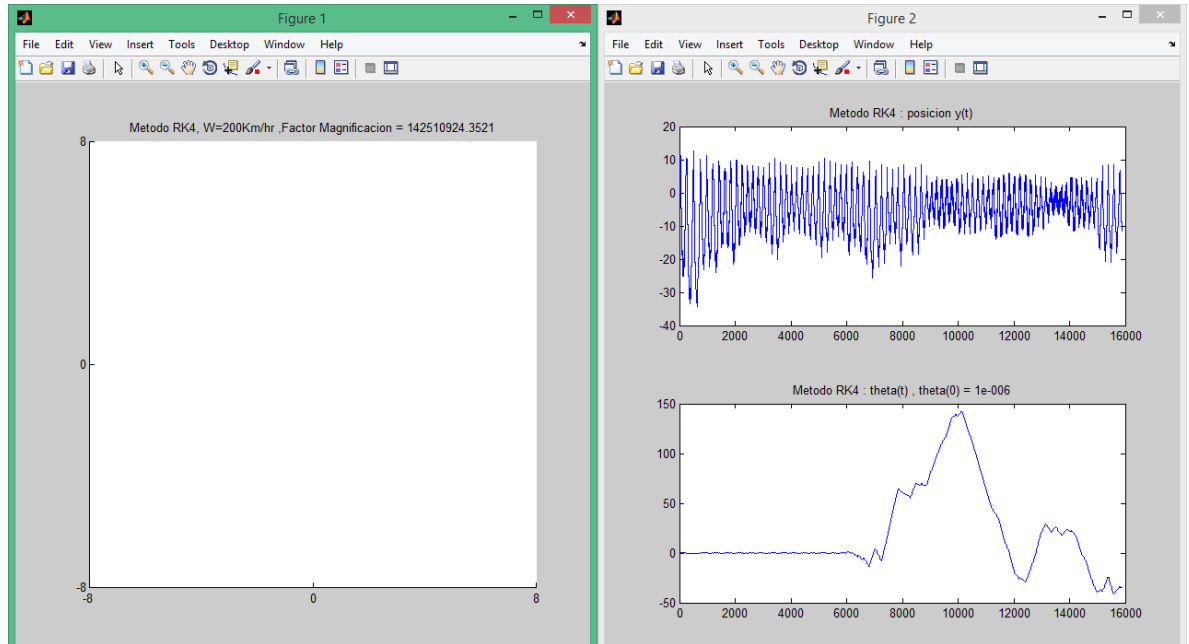 Figure 1
File Edit View Insert Tools Desktop Window Help
Metodo RK4, W=200Km/hr ,Factor Magnificacion = 142510924.3521
8
0
-8
-8 0 8
Figure 2
File Edit View Insert Tools Desktop Window Help
Metodo RK4 : posicion y(t)
20
10
0
-10
-20
-30
-40
0 2000 4000 6000 8000 10000 12000 14000 16000
Metodo RK4 : theta(t) , theta(0) = 1e-006
150
100
50
0
-50
0 2000 4000 6000 8000 10000 12000 14000 16000